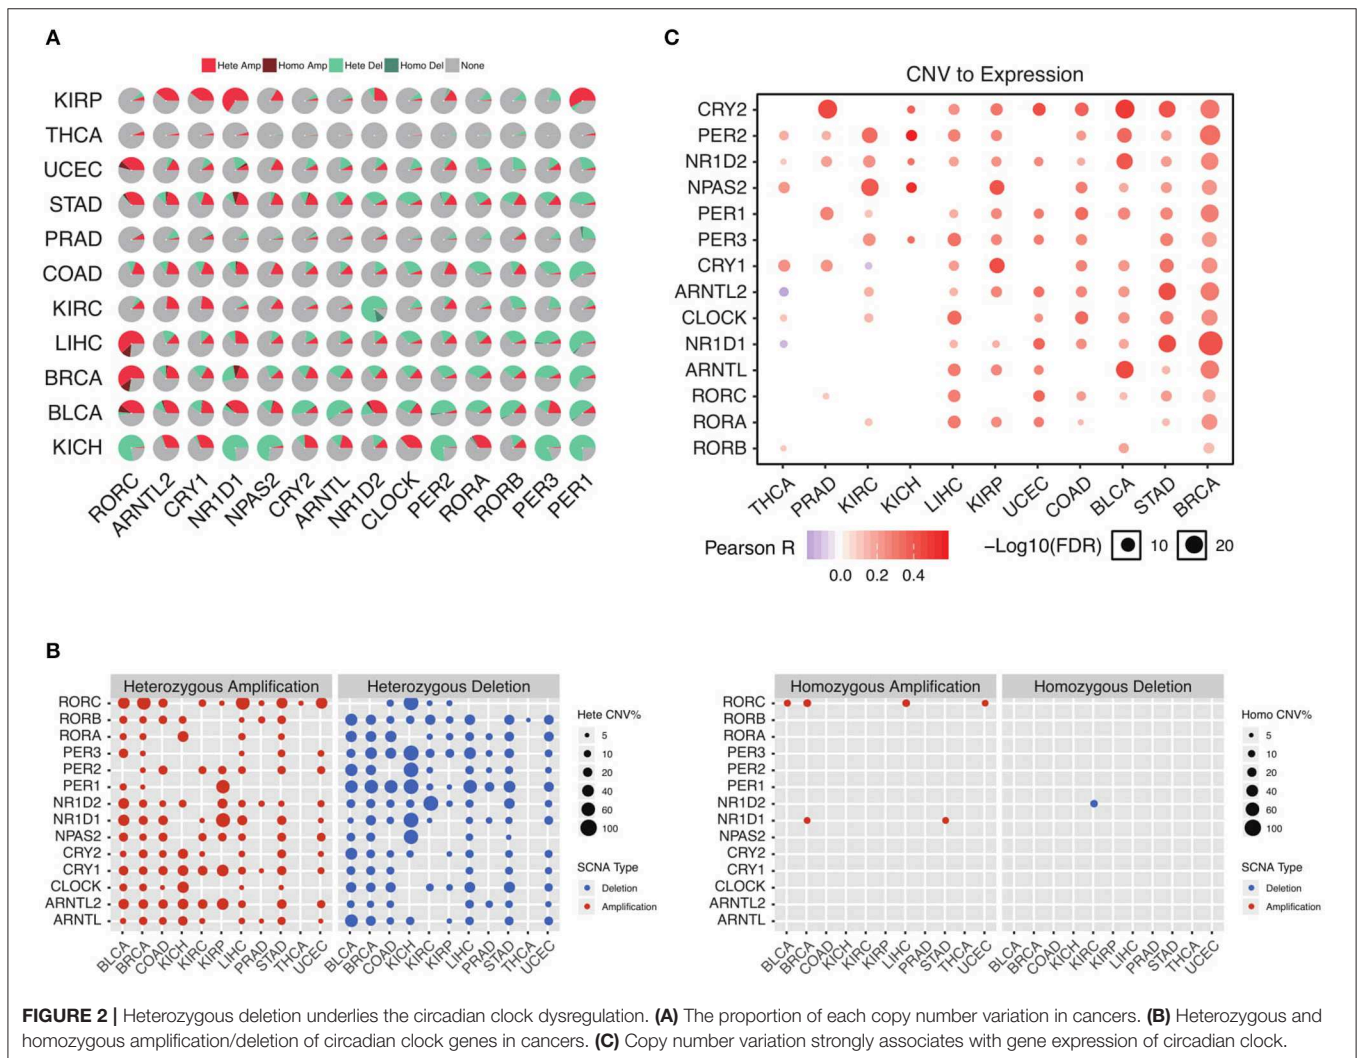 A
Hete Amp Homo Amp Hete Del Homo Del None
KIRP
THCA
UCEC
STAD
PRAD
COAD
KIRC
LIHC
BRCA
BLCA
KICH
RORC ARNTL2 CRY1 NR1D1 NPAS2 CRY2 ARNTL NR1D2 CLOCK PER2 RORA RORB PER3 PER1
C
CNV to Expression
CRY2
PER2
NR1D2
NPAS2
PER1
PER3
CRY1
ARNTL2
CLOCK
NR1D1
ARNTL
RORC
RORA
RORB
THCA PRAD KIRC KICH LIHC KIRP UCEC COAD BLCA STAD BRCA
Pearson R
0.0 0.2 0.4
−Log10(FDR) 10 20
B
Heterozygous Amplification Heterozygous Deletion
RORC
RORB
RORA
PER3
PER2
PER1
NR1D2
NR1D1
NPAS2
CRY2
CRY1
CLOCK
ARNTL2
ARNTL
BLCA BRCA COAD KICH KIRC KIRP LIHC PRAD STAD THCA UCEC BLCA BRCA COAD KICH KIRC KIRP LIHC PRAD STAD THCA UCEC
Hete CNV%
5
10
20
40
60
100
SCNA Type
Deletion
Amplification
Homozygous Amplification Homozygous Deletion
RORC
RORB
RORA
PER3
PER2
PER1
NR1D2
NR1D1
NPAS2
CRY2
CRY1
CLOCK
ARNTL2
ARNTL
BLCA BRCA COAD KICH KIRC KIRP LIHC PRAD STAD THCA UCEC BLCA BRCA COAD KICH KIRC KIRP LIHC PRAD STAD THCA UCEC
Homo CNV%
5
10
20
40
60
100
SCNA Type
Deletion
Amplification
FIGURE 2 | Heterozygous deletion underlies the circadian clock dysregulation. (A) The proportion of each copy number variation in cancers. (B) Heterozygous and
homozygous amplification/deletion of circadian clock genes in cancers. (C) Copy number variation strongly associates with gene expression of circadian clock.